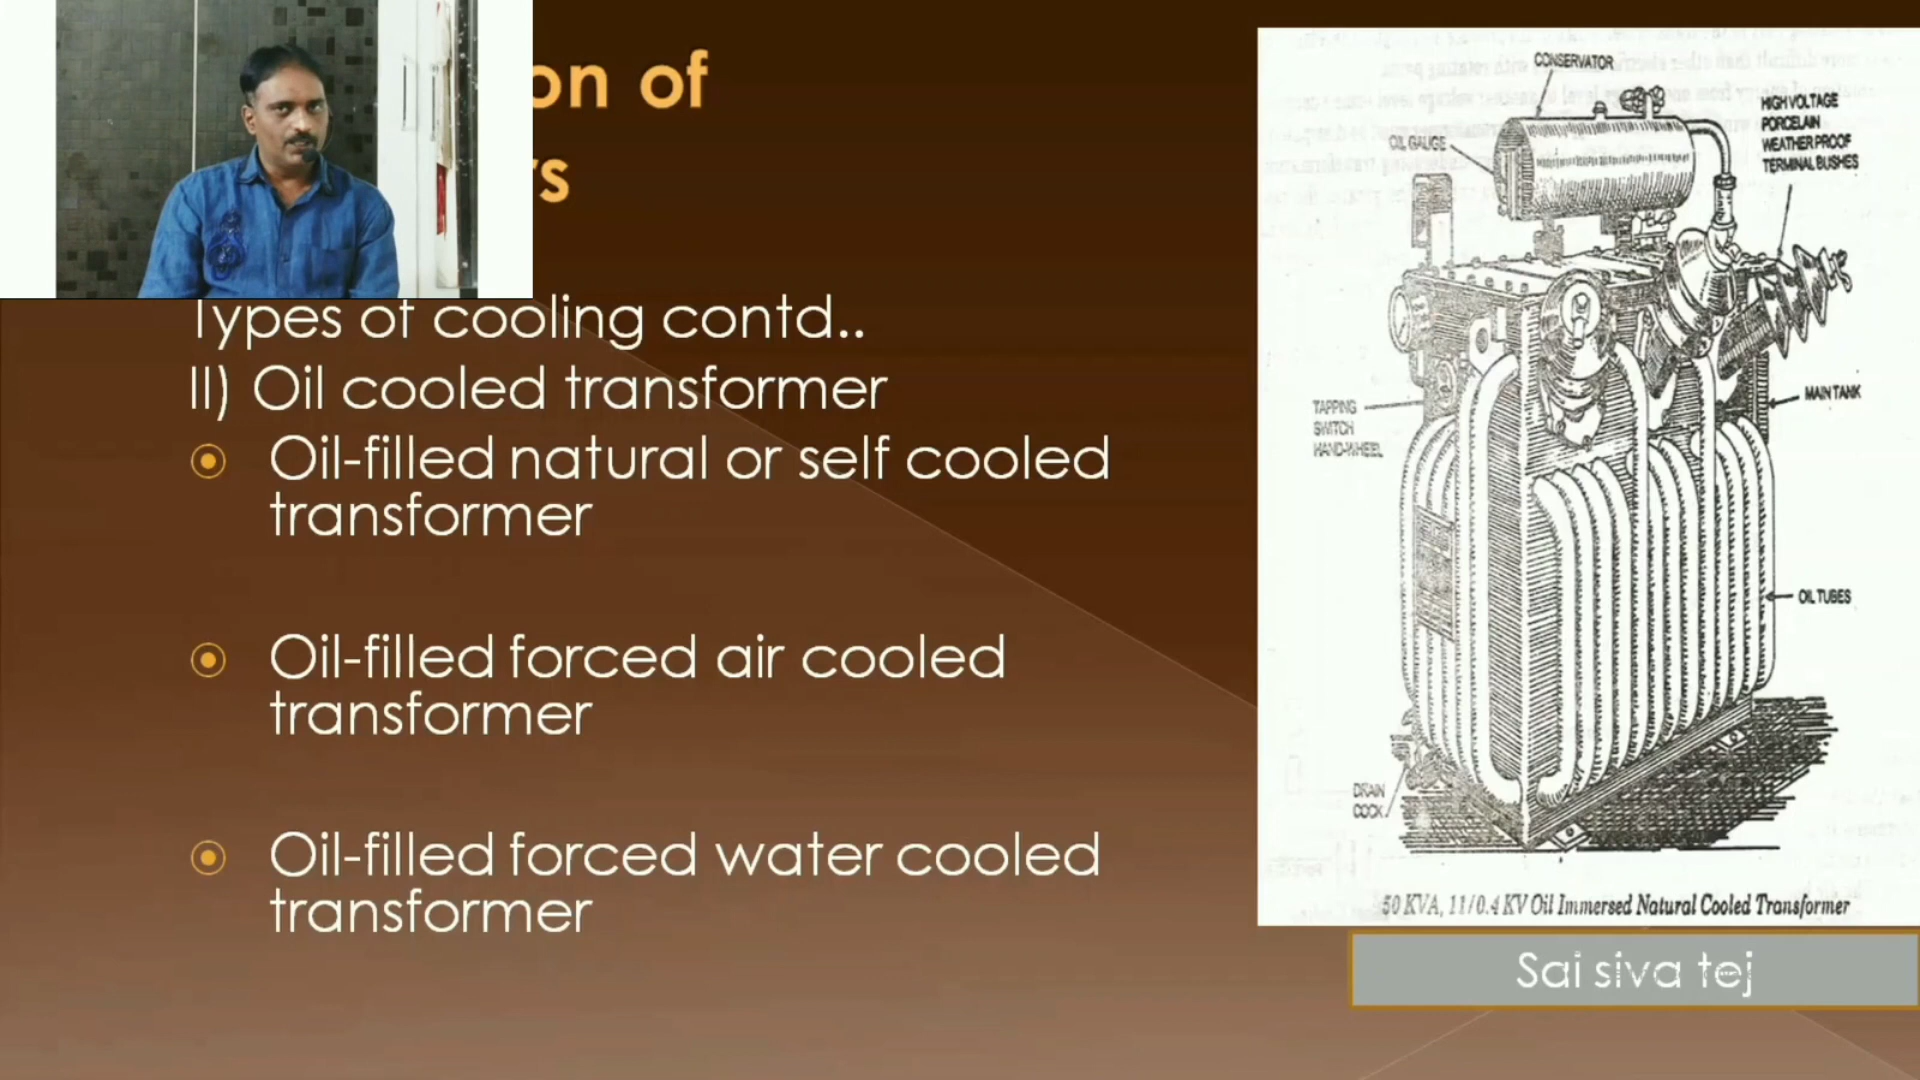 on of
rs
Types of cooling contd..
II) Oil cooled transformer
Oil-filled natural or self cooled
transformer
Oil-filled forced air cooled
transformer
Oil-filled forced water cooled
transformer
CONSERVATOR
OIL GAUGE
HIGH VOLTAGE
PORCELAIN
WEATHER PROOF
TERMINAL BUSHES
TAPPING
SWITCH
HAND-WHEEL
MAIN TANK
OIL TUBES
DRAIN
COCK
50 KVA, 11/0.4 KV Oil Immersed Natural Cooled Transformer
Sai siva tej